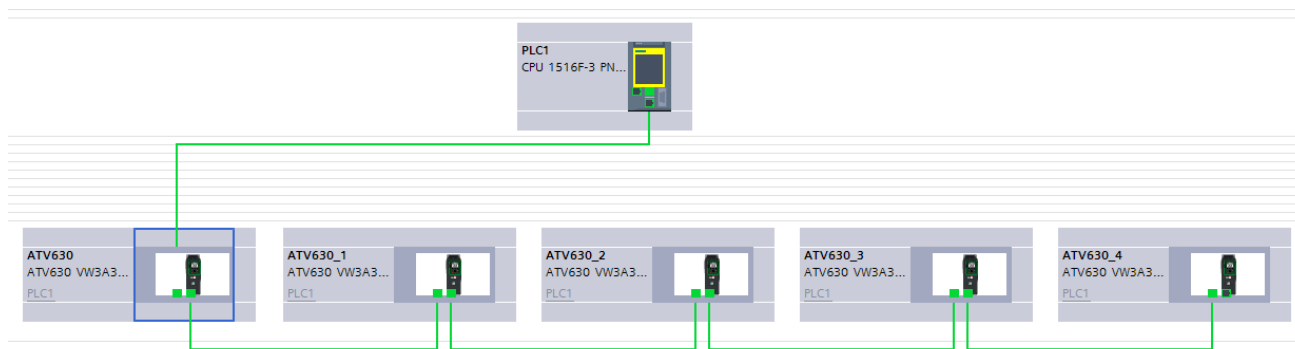 PLC1
CPU 1516F-3 PN...
ATV630
ATV630 VW3A3...
PLC1
ATV630_1
ATV630 VW3A3...
PLC1
ATV630_2
ATV630 VW3A3...
PLC1
ATV630_3
ATV630 VW3A3...
PLC1
ATV630_4
ATV630 VW3A3...
PLC1